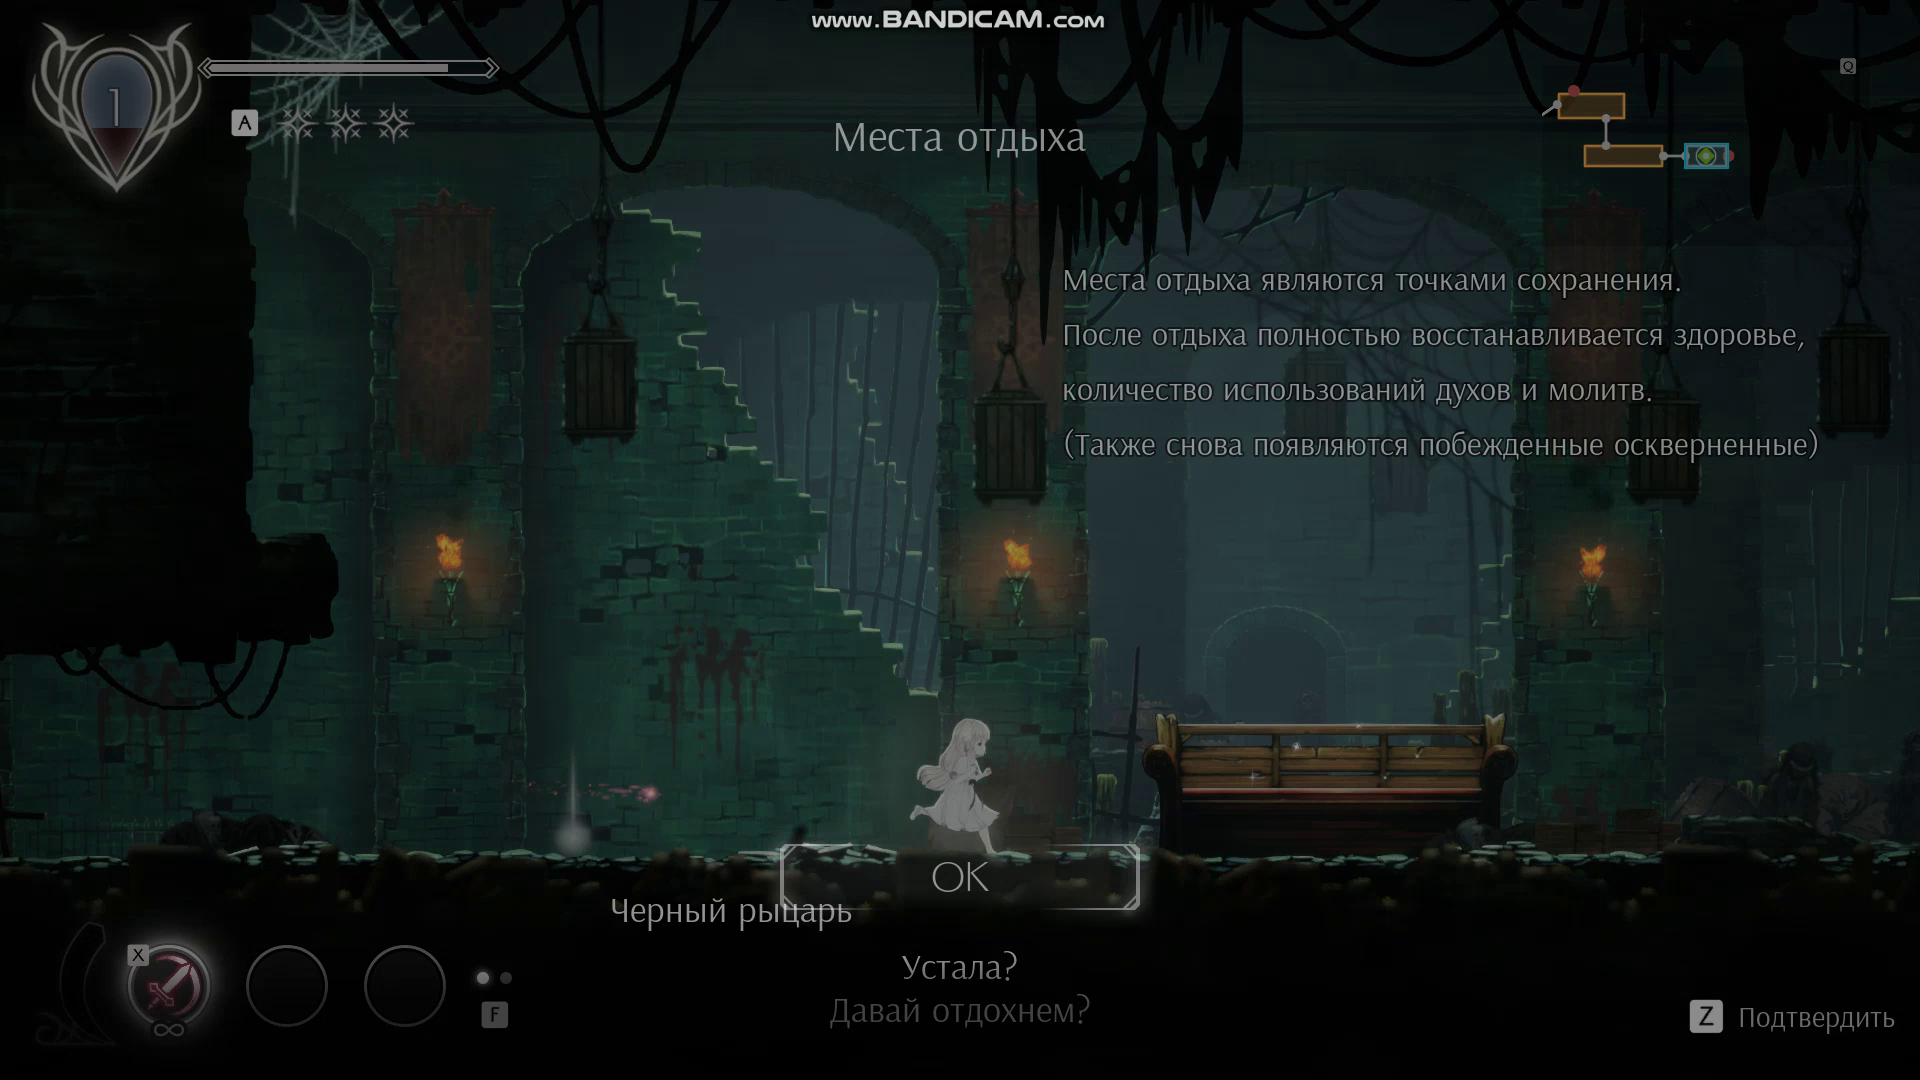 www.BANDICAM.com
1
A
Q
Места отдыха
Места отдыха являются точками сохранения.
После отдыха полностью восстанавливается здоровье,
количество использований духов и молитв.
(Также снова появляются побежденные оскверненные)
OK
Черный рыцарь
Устала?
Давай отдохнем?
X
∞
F
Z Подтвердить